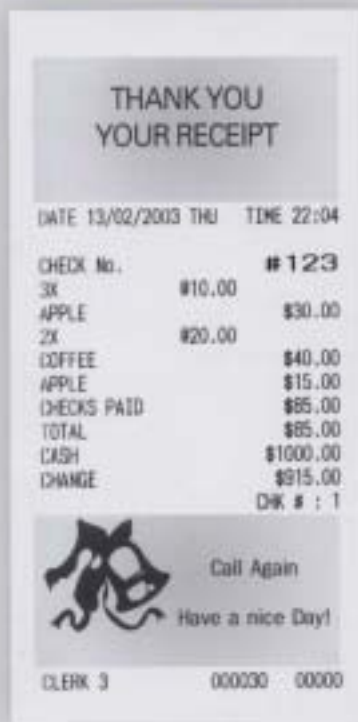 THANK YOU
YOUR RECEIPT
DATE 13/02/2003 THU TIME 22:04
CHECK No. #123
3X @10.00
APPLE $30.00
2X @20.00
COFFEE $40.00
APPLE $15.00
CHECKS PAID $85.00
TOTAL $85.00
CASH $1000.00
CHANGE $915.00
CHK # : 1
Call Again
Have a nice Day!
CLERK 3 000030 00000